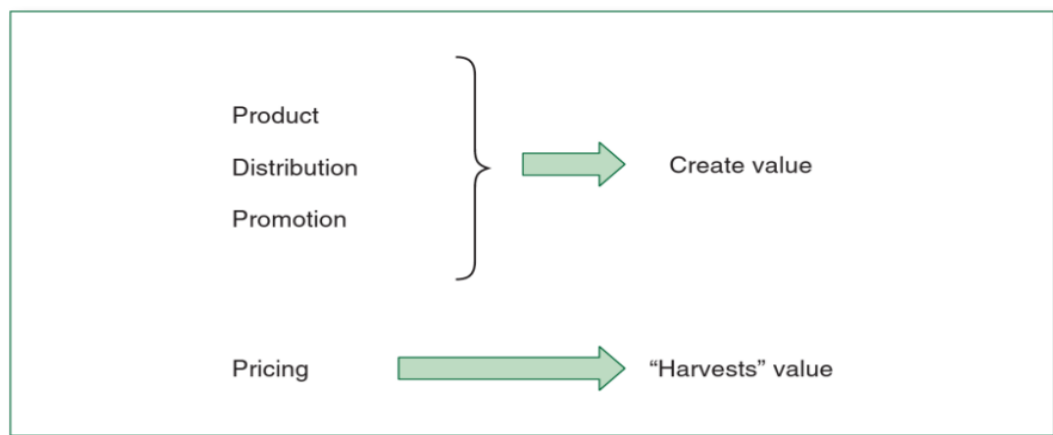 Product
Distribution
Create value
Promotion
Pricing
“Harvests” value